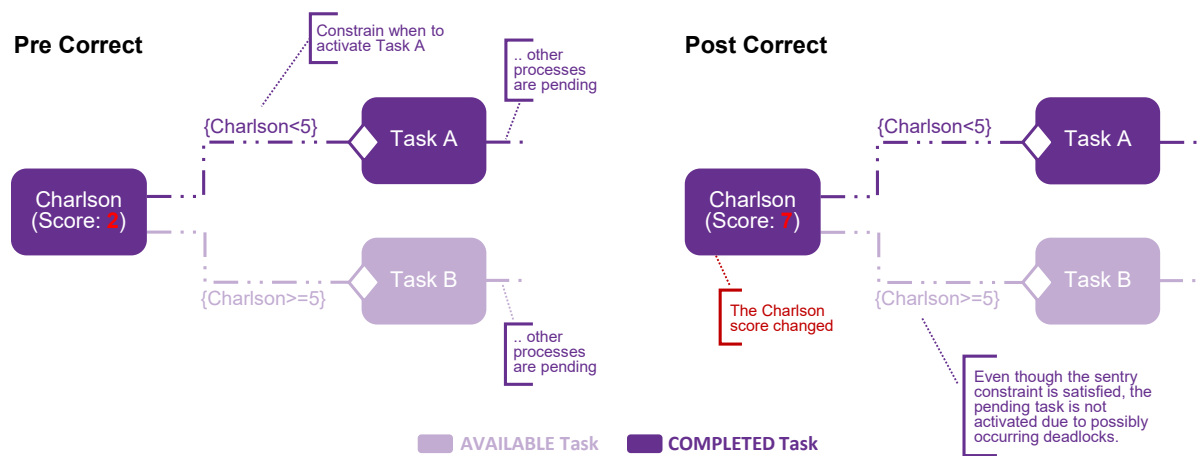 Pre Correct
Constrain when to
activate Task A
.. other
processes
are pending
{Charlson<5}
Task A
Charlson
(Score: 2)
Task B
{Charlson>=5}
.. other
processes
are pending
Post Correct
{Charlson<5}
Task A
Charlson
(Score: 7)
Task B
{Charlson>=5}
The Charlson
score changed
Even though the sentry
constraint is satisfied, the
pending task is not
activated due to possibly
occurring deadlocks.
AVAILABLE Task
COMPLETED Task